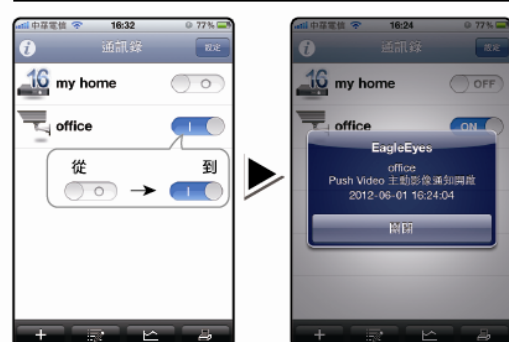 中華電信 16:32 77%
通訊錄 設定
16 my home
office
從 到
中華電信 16:24 77%
通訊錄 設定
16 my home OFF
office ON
EagleEyes
office
Push Video 主動影像通知開啟
2012-06-01 16:24:04
關閉